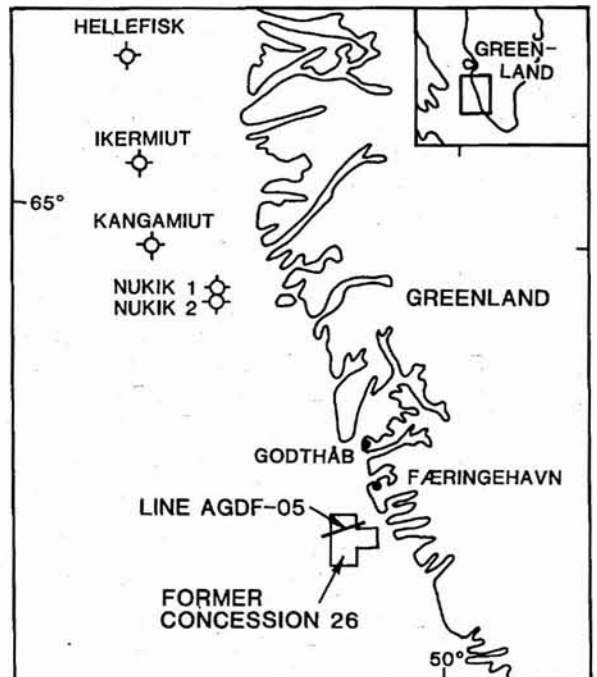 HELLEFISK
GREEN-
LAND
IKERMIUT
65°
KANGAMIUT
NUKIK 1
NUKIK 2
GREENLAND
GODTHÅB
FÆRINGEHAVN
LINE AGDF-05
FORMER
CONCESSION 26
50°